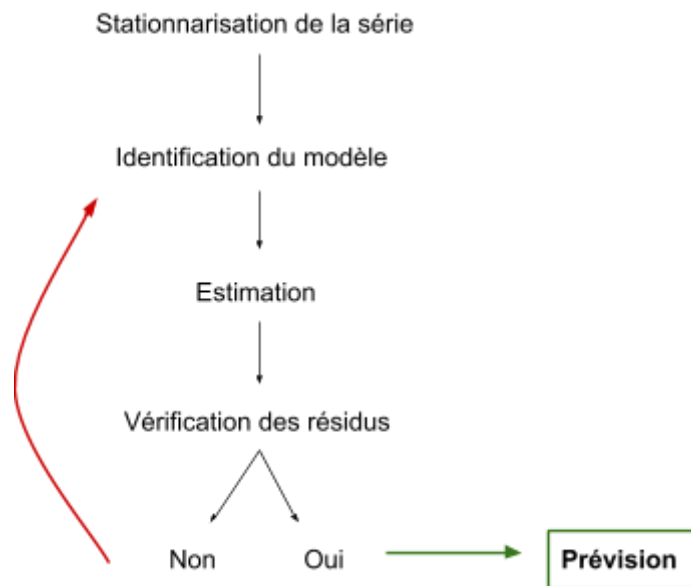 Stationnarisation de la série
Identification du modèle
Estimation
Vérification des résidus
Non
Oui
Prévision